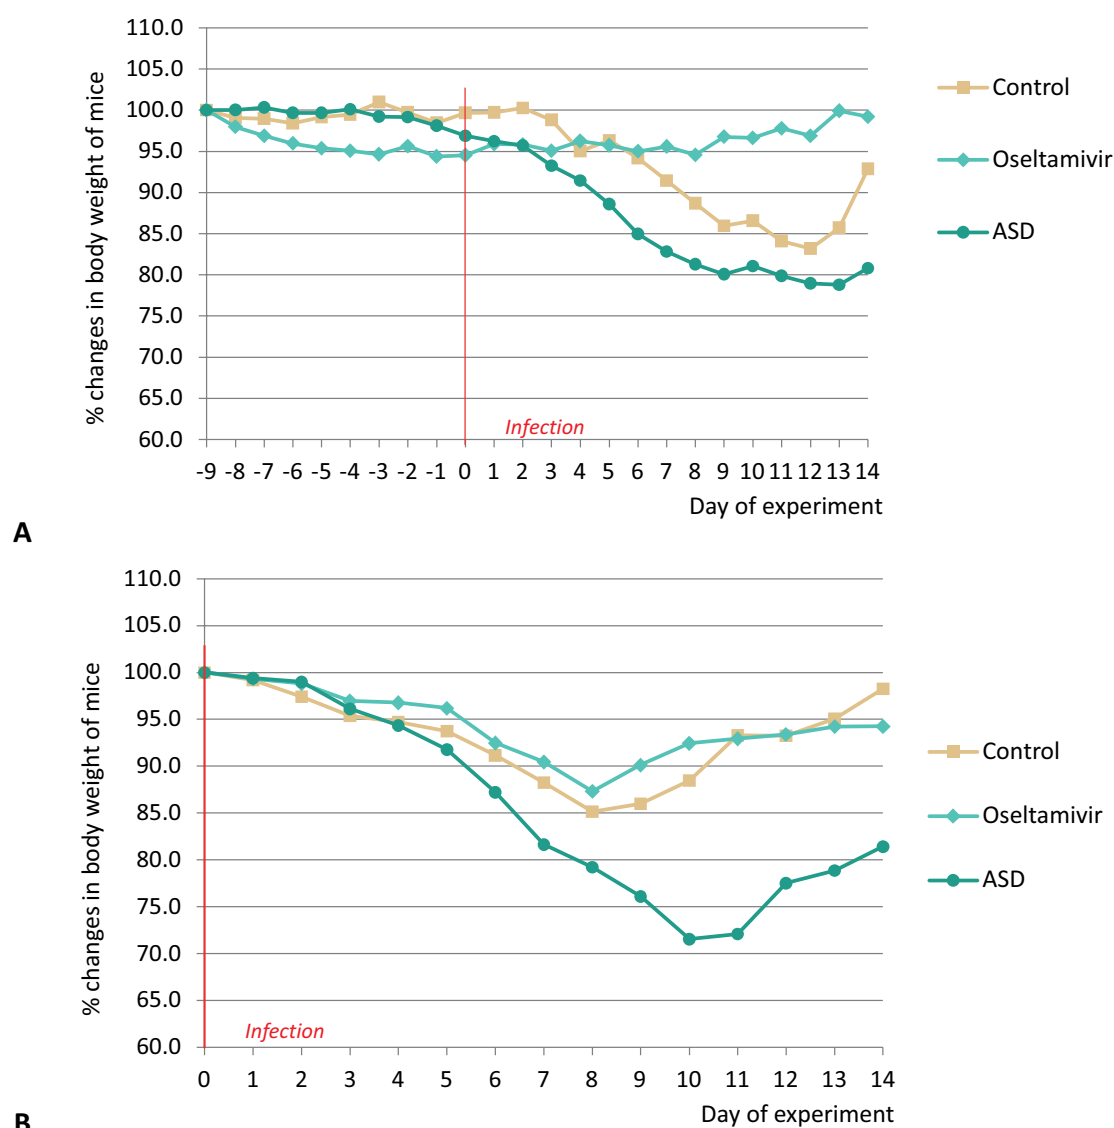 110.0
105.0
100.0
95.0
90.0
85.0
80.0
75.0
70.0
65.0
60.0
% changes in body weight of mice
Control
Oseltamivir
ASD
Infection
-9 -8 -7 -6 -5 -4 -3 -2 -1 0 1 2 3 4 5 6 7 8 9 10 11 12 13 14
Day of experiment
A
110.0
105.0
100.0
95.0
90.0
85.0
80.0
75.0
70.0
65.0
60.0
% changes in body weight of mice
Control
Oseltamivir
ASD
Infection
0 1 2 3 4 5 6 7 8 9 10 11 12 13 14
Day of experiment
B